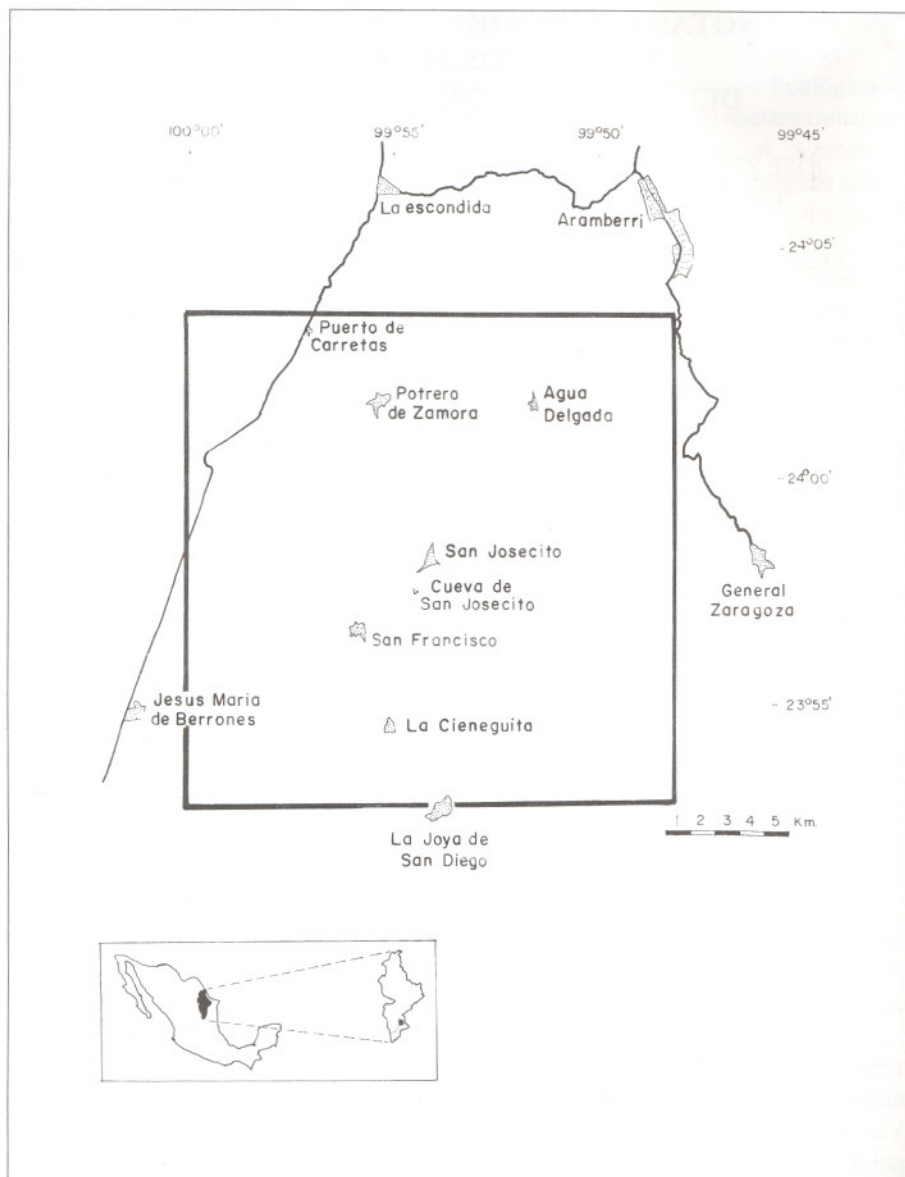 100°00'
99°55'
99°50'
99°45'
La escondida
Aramberri
- 24°05'
Puerto de
Carretas
Potrero
de Zamora
Agua
Delgada
- 24°00'
San Josecito
Cueva de
San Josecito
General
Zaragoza
San Francisco
Jesus Maria
de Berrones
- 23°55'
La Cieneguita
1 2 3 4 5 Km.
La Joya de
San Diego